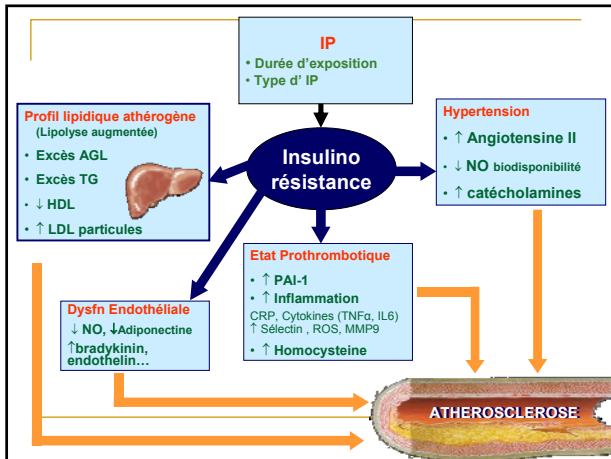 IP
• Durée d'exposition
• Type d' IP
Profil lipidique athérogène
(Lipolyse augmentée)
• Excès AGL
• Excès TG
• ↓ HDL
• ↑ LDL particules
Insulino
résistance
Hypertension
• ↑ Angiotensine II
• ↓ NO biodisponibilité
• ↑ catécholamines
Etat Prothrombotique
• ↑ PAI-1
• ↑ Inflammation
CRP, Cytokines (TNFα, IL6)
↑ Sélectin , ROS, MMP9
• ↑ Homocysteine
Dysfn Endothéliale
↓ NO, ↓Adiponectine
↑bradykinin,
endothelin…
ATHEROSCLEROSE